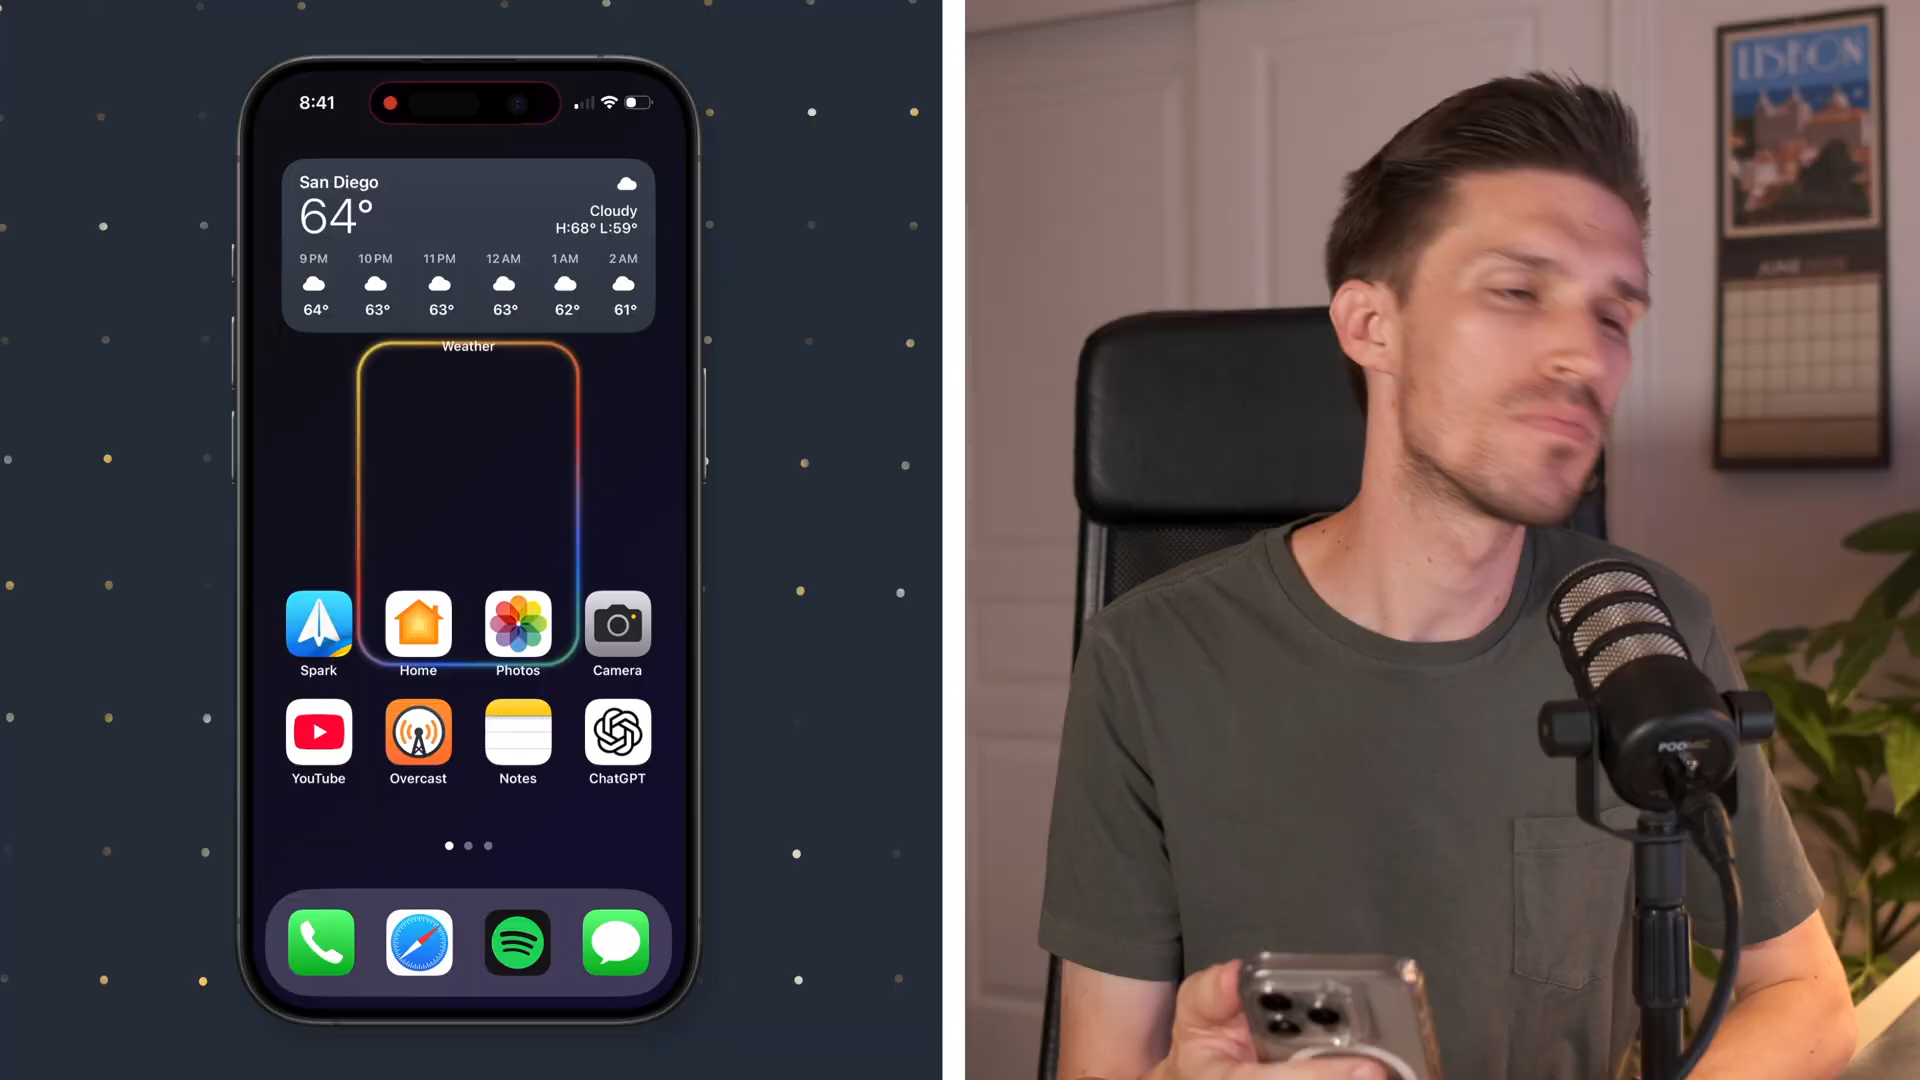 8:41
San Diego
64°
Cloudy
H:68° L:59°
9 PM 10 PM 11 PM 12 AM 1 AM 2 AM
64° 63° 63° 63° 62° 61°
Weather
Spark Home Photos Camera
YouTube Overcast Notes ChatGPT
LISBON
JUNE